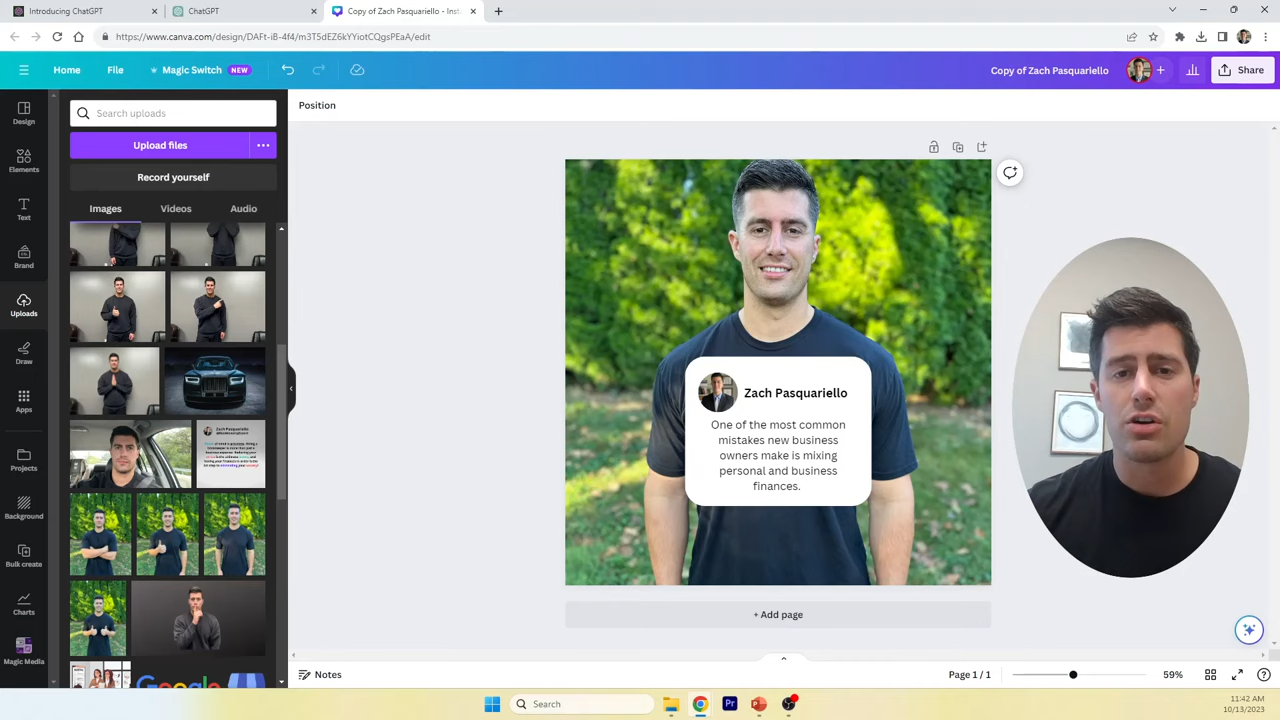 Introducing ChatGPT
ChatGPT
Copy of Zach Pasquariello - Inst
https://www.canva.com/design/DAFt-iB-4f4/m3T5dEZ6kYYiotCQgsPEaA/edit
Home
File
Magic Switch
NEW
Copy of Zach Pasquariello
Share
Design
Elements
Text
Brand
Uploads
Draw
Apps
Projects
Background
Bulk create
Charts
Magic Media
Search uploads
Upload files
Record yourself
Images
Videos
Audio
Zach Pasquariello
Google
Position
Zach Pasquariello
One of the most common
mistakes new business
owners make is mixing
personal and business
finances.
+ Add page
Notes
Page 1 / 1
59%
Search
Pr
11:42 AM
10/13/2023